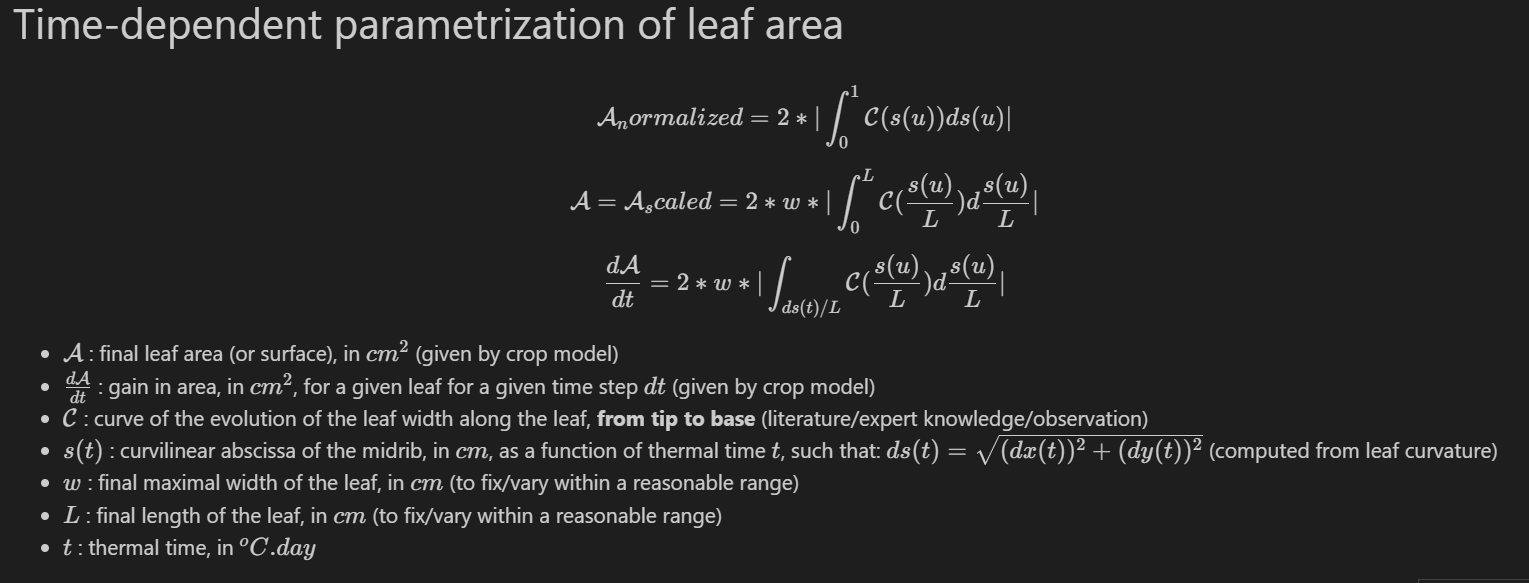 Time-dependent parametrization of leaf area
$\mathcal{A}_n ormalized = 2 * |\int_0^1 \mathcal{C}(s(u))ds(u)|$
$\mathcal{A} = \mathcal{A}_s caled = 2 * w * |\int_0^L \mathcal{C}(\frac{s(u)}{L})d\frac{s(u)}{L}|$
$\frac{d\mathcal{A}}{dt} = 2 * w * |\int_{ds(t)/L} \mathcal{C}(\frac{s(u)}{L})d\frac{s(u)}{L}|$
• $\mathcal{A}$ : final leaf area (or surface), in $cm^2$ (given by crop model)
• $\frac{d\mathcal{A}}{dt}$ : gain in area, in $cm^2$, for a given leaf for a given time step $dt$ (given by crop model)
• $\mathcal{C}$ : curve of the evolution of the leaf width along the leaf, from tip to base (literature/expert knowledge/observation)
• $s(t)$ : curvilinear abscissa of the midrib, in $cm$, as a function of thermal time $t$, such that: $ds(t) = \sqrt{(dx(t))^2 + (dy(t))^2}$ (computed from leaf curvature)
• $w$ : final maximal width of the leaf, in $cm$ (to fix/vary within a reasonable range)
• $L$ : final length of the leaf, in $cm$ (to fix/vary within a reasonable range)
• $t$ : thermal time, in $^oC.day$